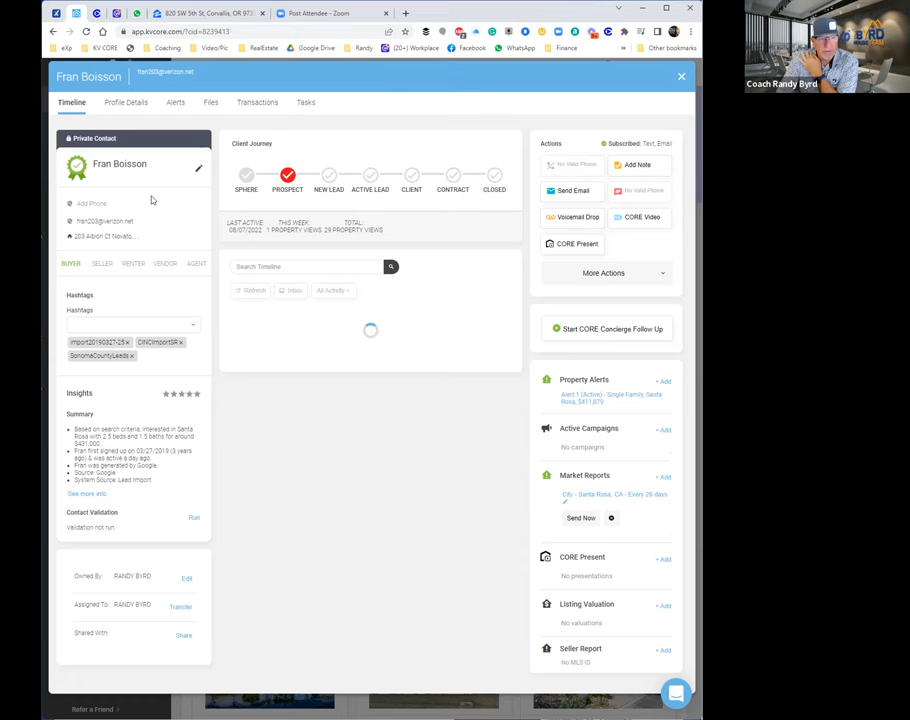 820 SW 5th St, Corvallis, OR 973
Post Attendee - Zoom
app.kvcore.com/?cid=8239413
eXp
KV CORE
Coaching
Video/Pic
RealEstate
Google Drive
Randy
(20+) Workplace
Facebook
WhatsApp
Finance
Other bookmarks
Fran Boisson
fran203@verizon.net
Timeline
Profile Details
Alerts
Files
Transactions
Tasks
Private Contact
Fran Boisson
Add Phone
fran203@verizon.net
203 Albion Ct Novato,...
BUYER
SELLER
RENTER
VENDOR
AGENT
Hashtags
Hashtags
import20190327-25 ×
CINCImportSR ×
SonomaCountyLeads ×
Insights
Summary
Based on search criteria, interested in Santa
Rosa with 2.5 beds and 1.5 baths for around
$431,000.
Fran first signed up on 03/27/2019 (3 years
ago) & was active a day ago.
Fran was generated by Google.
Source: Google
System Source: Lead Import
See more info
Contact Validation
Validation not run
Run
Owned By:
RANDY BYRD
Edit
Assigned To:
RANDY BYRD
Transfer
Shared With
Share
Client Journey
SPHERE
PROSPECT
NEW LEAD
ACTIVE LEAD
CLIENT
CONTRACT
CLOSED
LAST ACTIVE
08/07/2022
THIS WEEK:
1 PROPERTY VIEWS
TOTAL:
29 PROPERTY VIEWS
Search Timeline
Refresh
Inbox
All Activity
Actions
Subscribed: Text, Email
No Valid Phone
Add Note
Send Email
No Valid Phone
Voicemail Drop
CORE Video
CORE Present
More Actions
Start CORE Concierge Follow Up
Property Alerts
+ Add
Alert 1 (Active) - Single Family, Santa
Rosa, $411,879
Active Campaigns
+ Add
No campaigns
Market Reports
+ Add
City - Santa Rosa, CA - Every 26 days
Send Now
CORE Present
+ Add
No presentations
Listing Valuation
+ Add
No valuations
Seller Report
+ Add
No MLS ID
Refer a Friend >
BYRD
HOUSE TEAM
Coach Randy Byrd